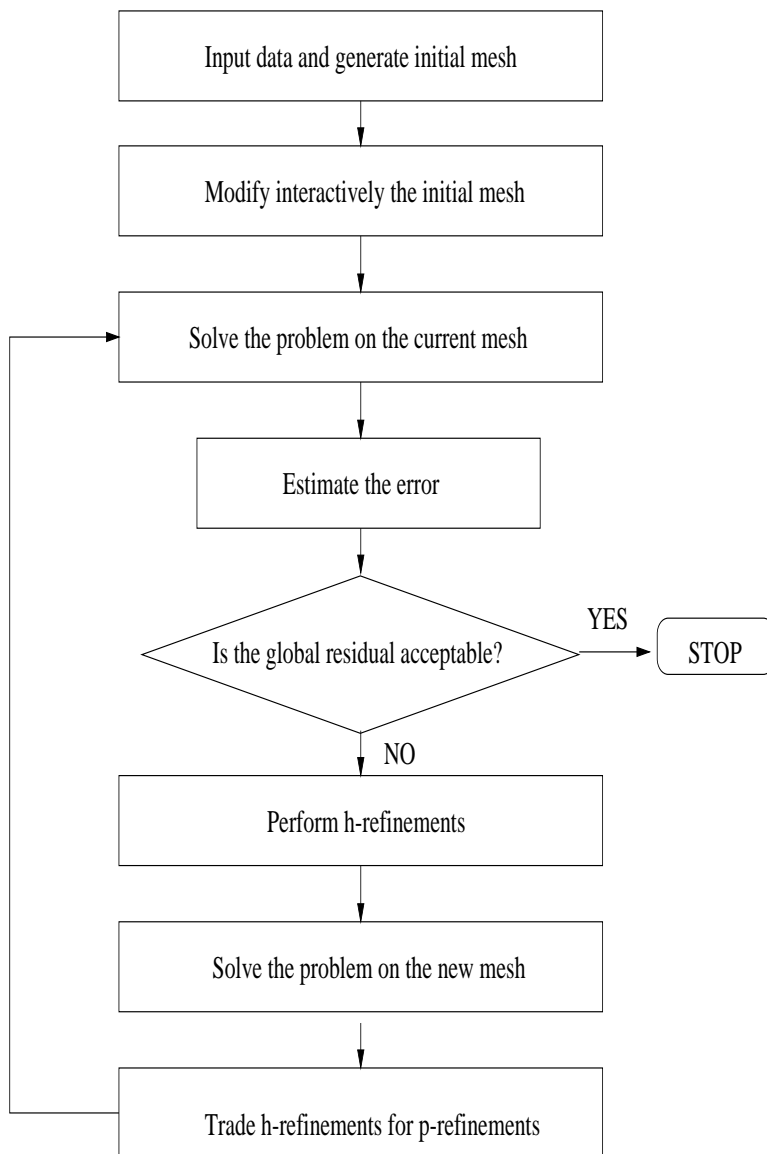 Input data and generate initial mesh
Modify interactively the initial mesh
Solve the problem on the current mesh
Estimate the error
Is the global residual acceptable?
YES
STOP
NO
Perform h-refinements
Solve the problem on the new mesh
Trade h-refinements for p-refinements